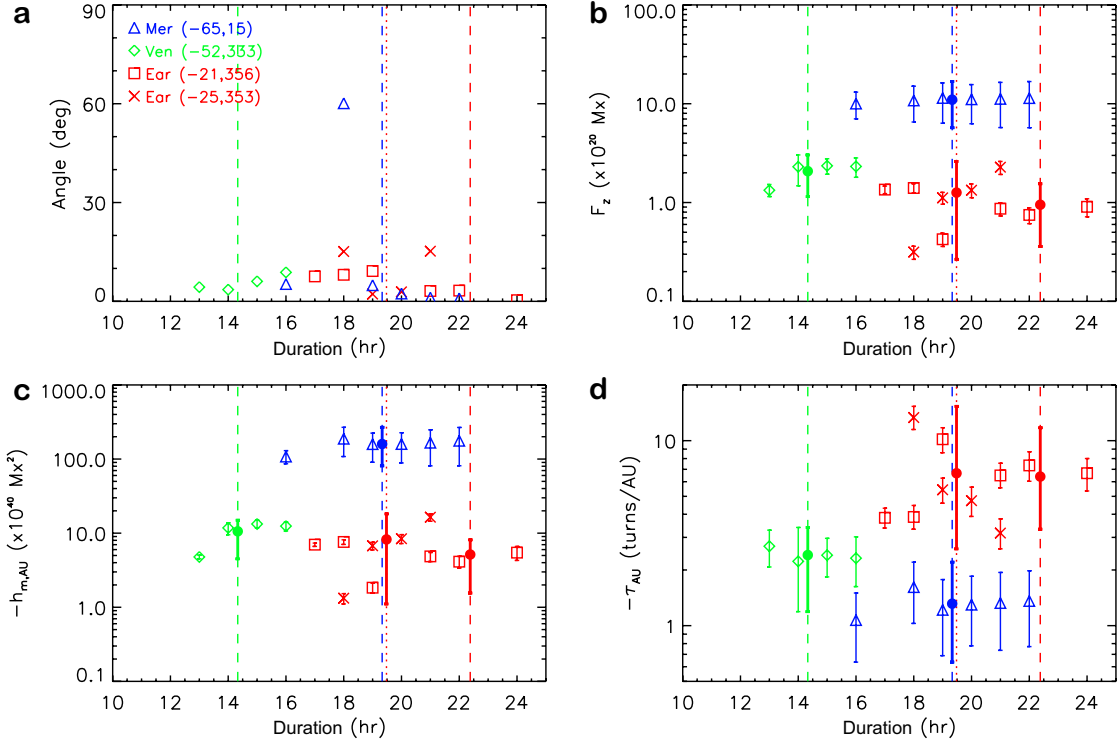 a
90
60
30
0
Angle (deg)
Mer (-65,15)
Ven (-52,333)
Ear (-21,356)
Ear (-25,353)
10 12 14 16 18 20 22 24
Duration (hr)
b
100.0
10.0
1.0
0.1
F_z (x10²⁰ Mx)
10 12 14 16 18 20 22 24
Duration (hr)
c
1000.0
100.0
10.0
1.0
0.1
-h_m,AU (x10⁴⁰ Mx²)
10 12 14 16 18 20 22 24
Duration (hr)
d
10
1
-τ_AU (turns/AU)
10 12 14 16 18 20 22 24
Duration (hr)